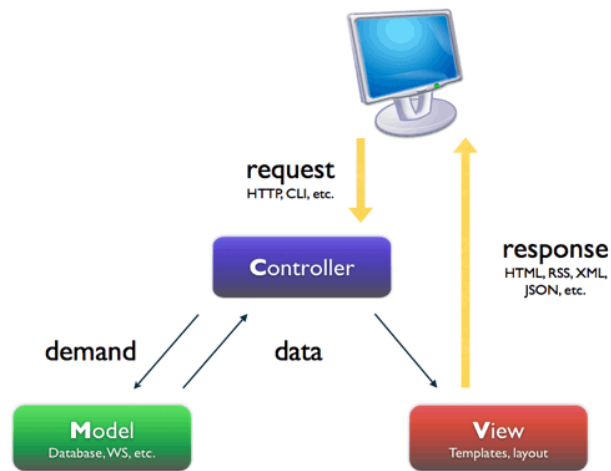 request
HTTP, CLI, etc.
Controller
response
HTML, RSS, XML,
JSON, etc.
demand
data
Model
Database, WS, etc.
View
Templates, layout